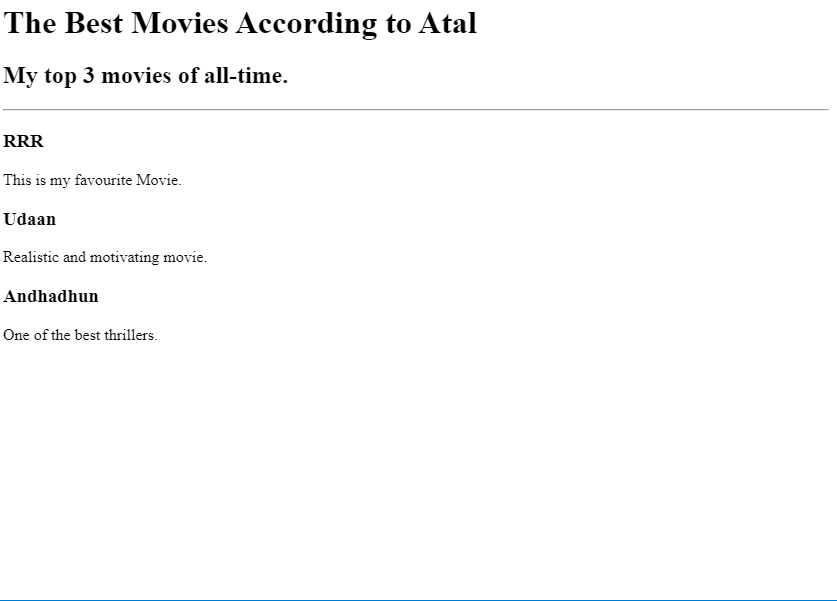 The Best Movies According to Atal
My top 3 movies of all-time.
RRR
This is my favourite Movie.
Udaan
Realistic and motivating movie.
Andhadhun
One of the best thrillers.